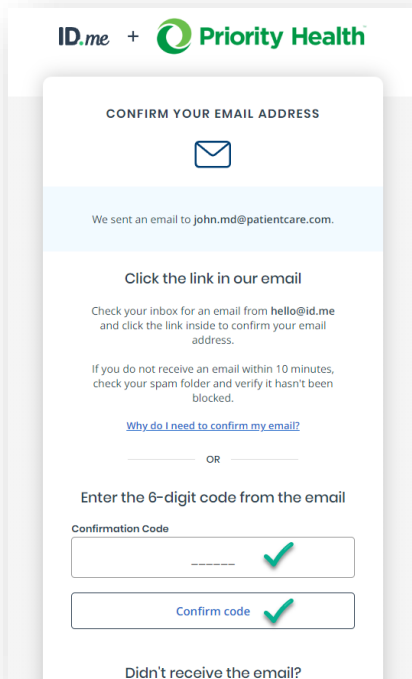 ID.me + Priority Health
CONFIRM YOUR EMAIL ADDRESS
We sent an email to john.md@patientcare.com.
Click the link in our email
Check your inbox for an email from hello@id.me
and click the link inside to confirm your email
address.
If you do not receive an email within 10 minutes,
check your spam folder and verify it hasn't been
blocked.
Why do I need to confirm my email?
OR
Enter the 6-digit code from the email
Confirmation Code
______
Confirm code
Didn't receive the email?